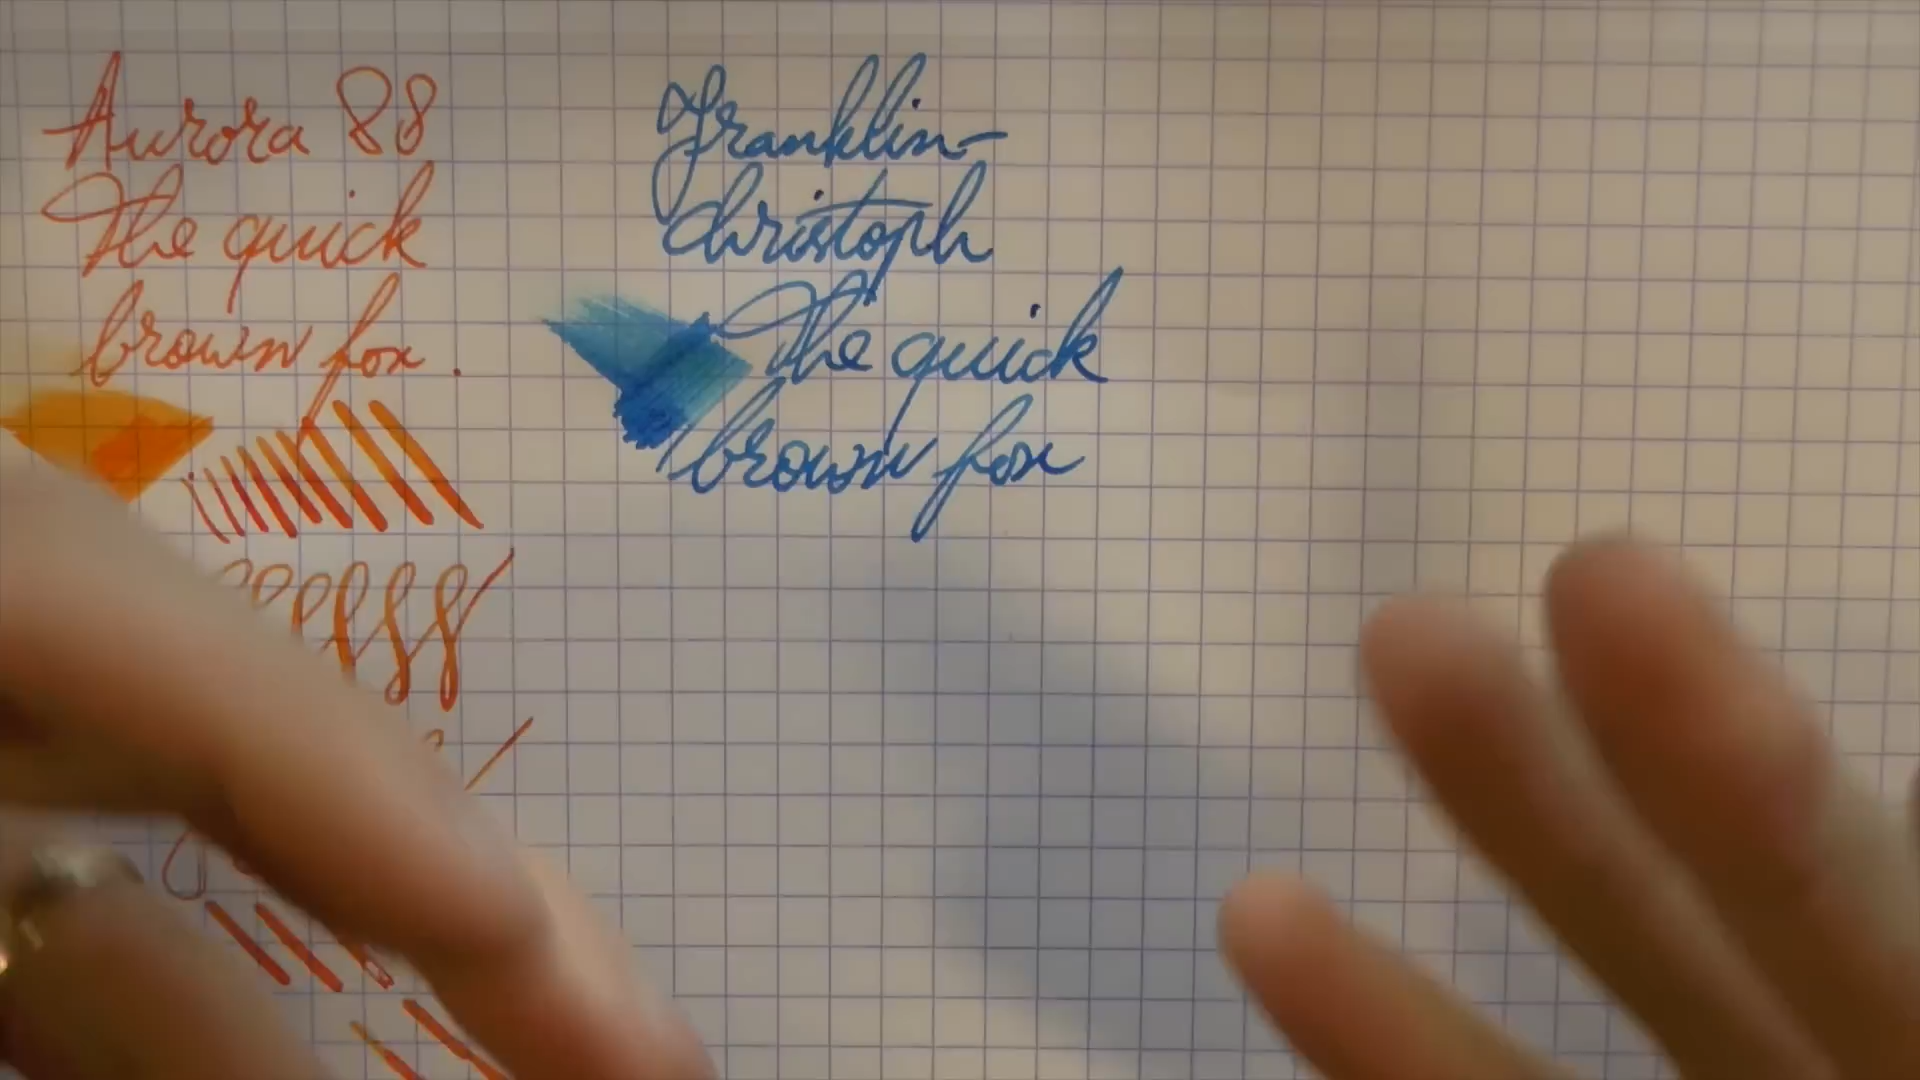 Aurora 88
The quick
brown fox.
Franklin-
Christoph
The quick
brown fox